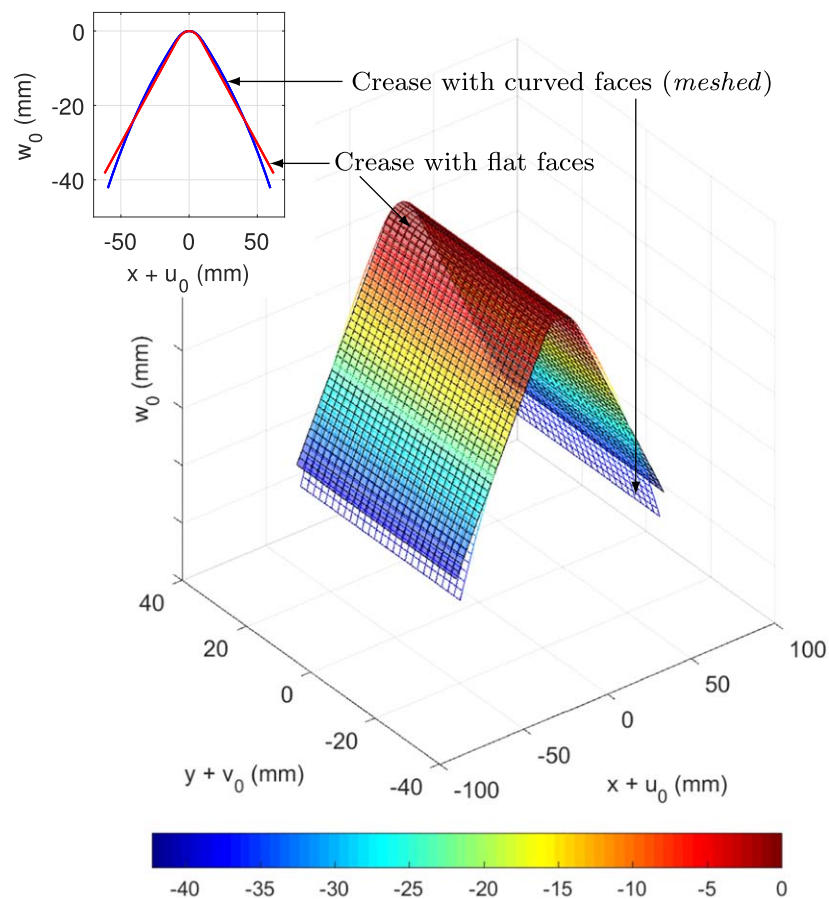 0
-20
-40
w0 (mm)
-50 0 50
x + u0 (mm)
Crease with curved faces (meshed)
Crease with flat faces
w0 (mm)
40
20
0
-20
-40
y + v0 (mm)
-100
-50
0
50
100
x + u0 (mm)
-40 -35 -30 -25 -20 -15 -10 -5 0